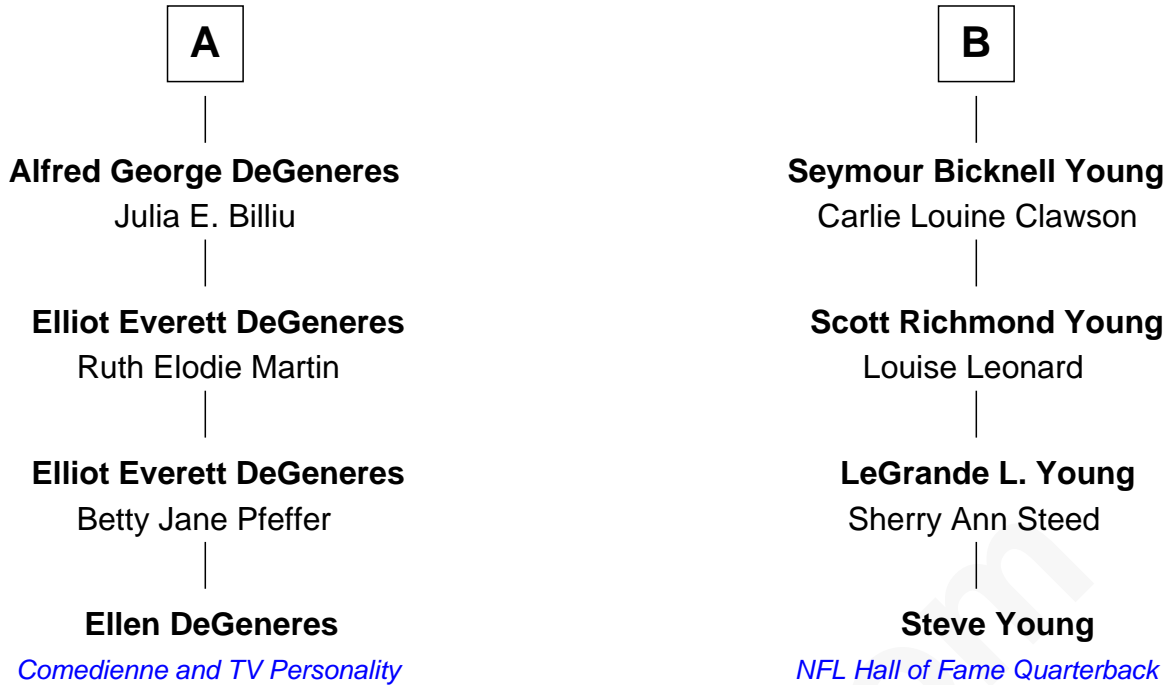 A
B
Alfred George DeGeneres
Julia E. Billiu
Seymour Bicknell Young
Carlie Louine Clawson
Elliot Everett DeGeneres
Ruth Elodie Martin
Scott Richmond Young
Louise Leonard
Elliot Everett DeGeneres
Betty Jane Pfeffer
LeGrande L. Young
Sherry Ann Steed
Ellen DeGeneres
Comedienne and TV Personality
Steve Young
NFL Hall of Fame Quarterback